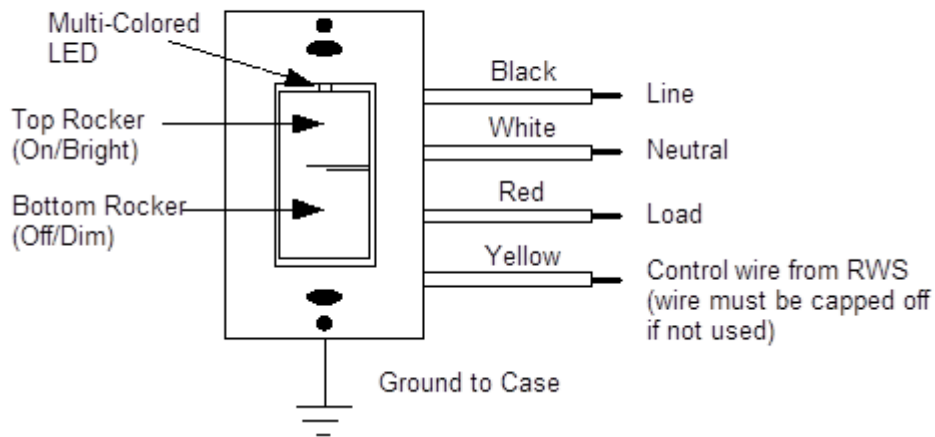 Multi-Colored
LED
Top Rocker
(On/Bright)
Bottom Rocker
(Off/Dim)
Black
Line
White
Neutral
Red
Load
Yellow
Control wire from RWS
(wire must be capped off
if not used)
Ground to Case